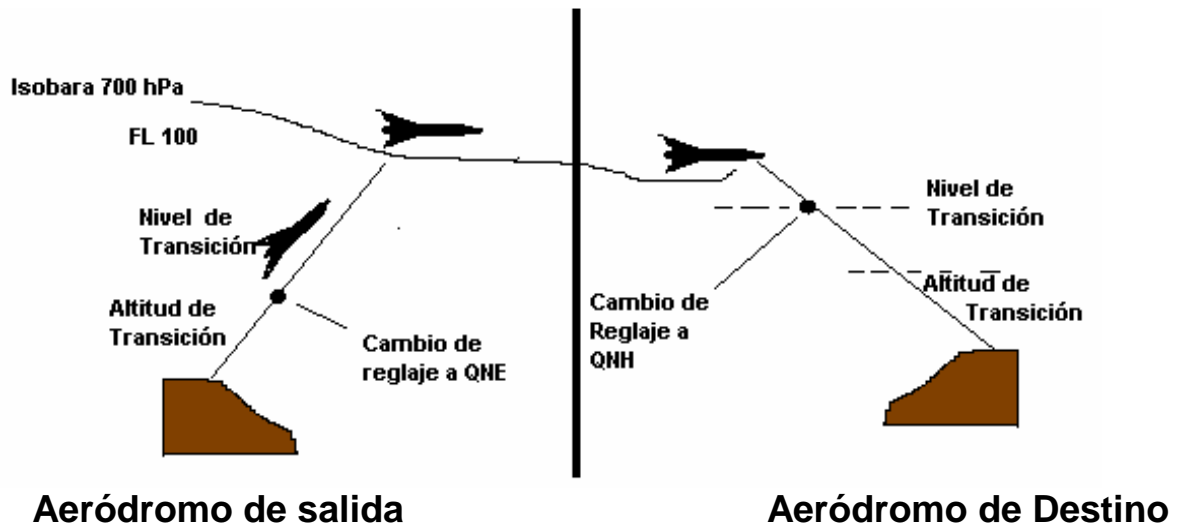 Isobara 700 hPa
FL 100
Nivel de
Transición
Altitud de
Transición
Cambio de
reglaje a QNE
Nivel de
Transición
Cambio de
Reglaje a
QNH
Altitud de
Transición
Aeródromo de salida
Aeródromo de Destino